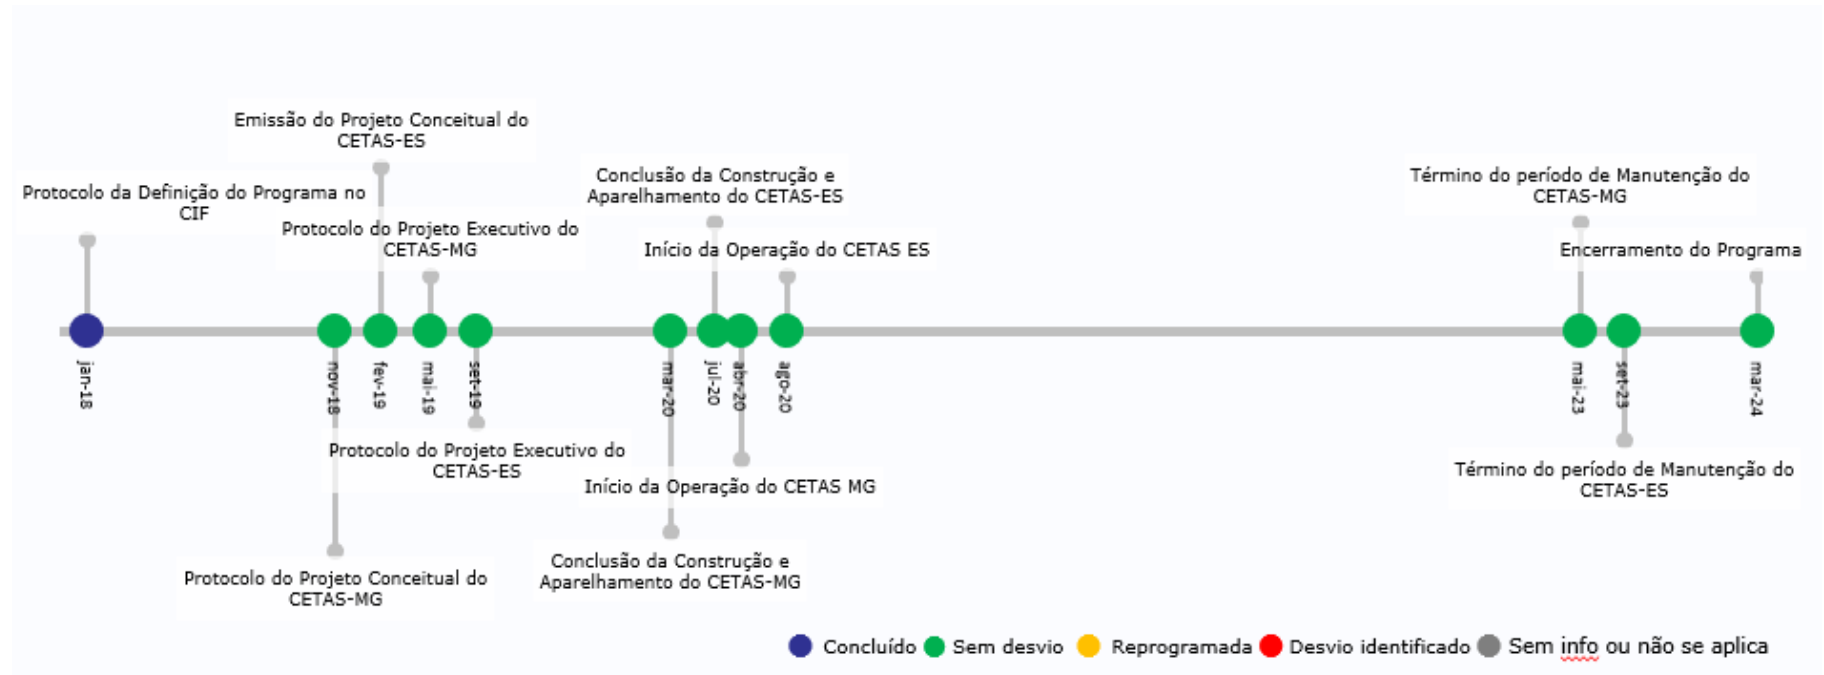 Emissão do Projeto Conceitual do
CETAS-ES
Protocolo da Definição do Programa no
CIF
Protocolo do Projeto Executivo do
CETAS-MG
Conclusão da Construção e
Aparelhamento do CETAS-ES
Início da Operação do CETAS ES
Término do período de Manutenção do
CETAS-MG
Encerramento do Programa
jan-18
nov-18
fev-19
mai-19
set-19
mar-20
jul-20
abr-20
ago-20
mai-23
set-23
mar-24
Protocolo do Projeto Executivo do
CETAS-ES
Início da Operação do CETAS MG
Término do período de Manutenção do
CETAS-ES
Conclusão da Construção e
Aparelhamento do CETAS-MG
Protocolo do Projeto Conceitual do
CETAS-MG
Concluído Sem desvio Reprogramada Desvio identificado Sem info ou não se aplica